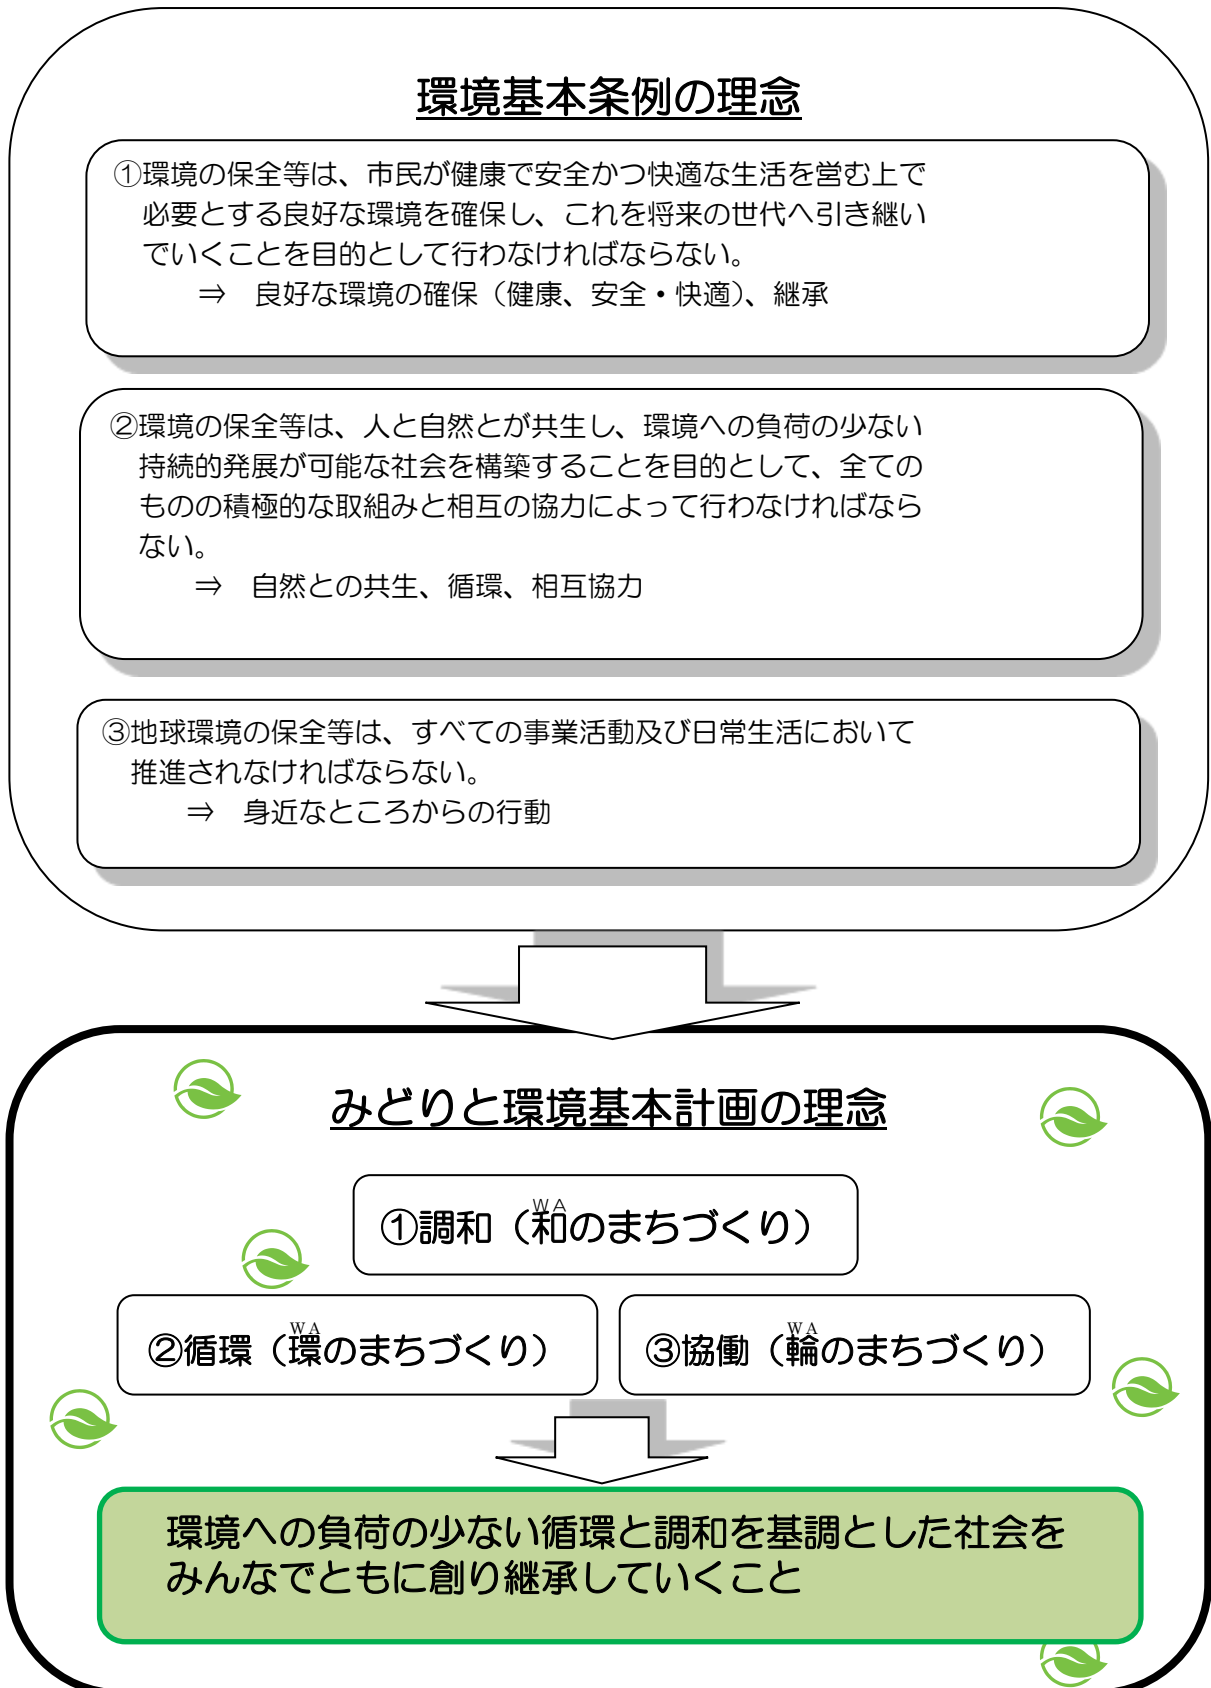 環境基本条例の理念
①環境の保全等は、市民が健康で安全かつ快適な生活を営む上で
必要とする良好な環境を確保し、これを将来の世代へ引き継い
でいくことを目的として行わなければならない。
⇒　良好な環境の確保（健康、安全・快適）、継承
②環境の保全等は、人と自然とが共生し、環境への負荷の少ない
持続的発展が可能な社会を構築することを目的として、全ての
ものの積極的な取組みと相互の協力によって行わなければなら
ない。
⇒　自然との共生、循環、相互協力
③地球環境の保全等は、すべての事業活動及び日常生活において
推進されなければならない。
⇒　身近なところからの行動
みどりと環境基本計画の理念
WA
①調和（和のまちづくり）
WA
②循環（環のまちづくり）
WA
③協働（輪のまちづくり）
環境への負荷の少ない循環と調和を基調とした社会を
みんなでともに創り継承していくこと